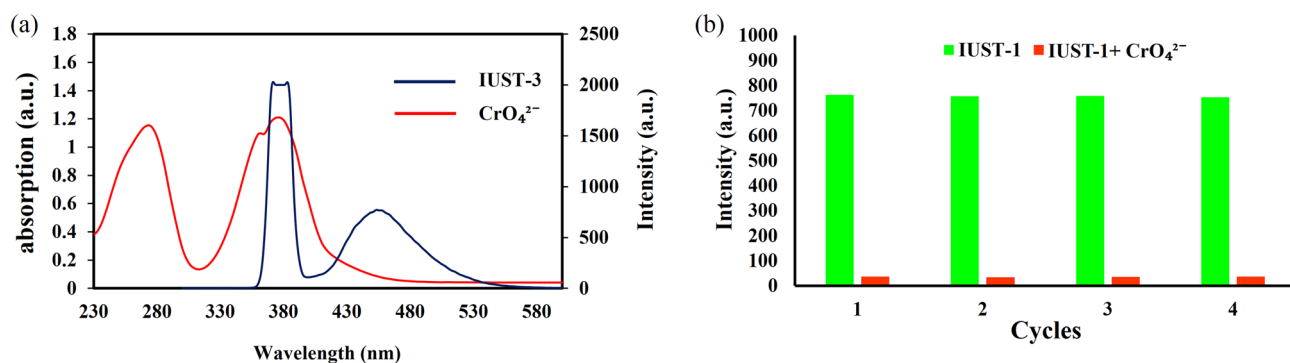 (a)
absorption (a.u.)
1.8
1.6
1.4
1.2
1
0.8
0.6
0.4
0.2
0
2500
2000
1500
1000
500
0
Intensity (a.u.)
IUST-3
CrO₄²⁻
230 280 330 380 430 480 530 580
Wavelength (nm)
(b)
Intensity (a.u.)
1000
900
800
700
600
500
400
300
200
100
0
IUST-1 IUST-1+ CrO₄²⁻
1 2 3 4
Cycles